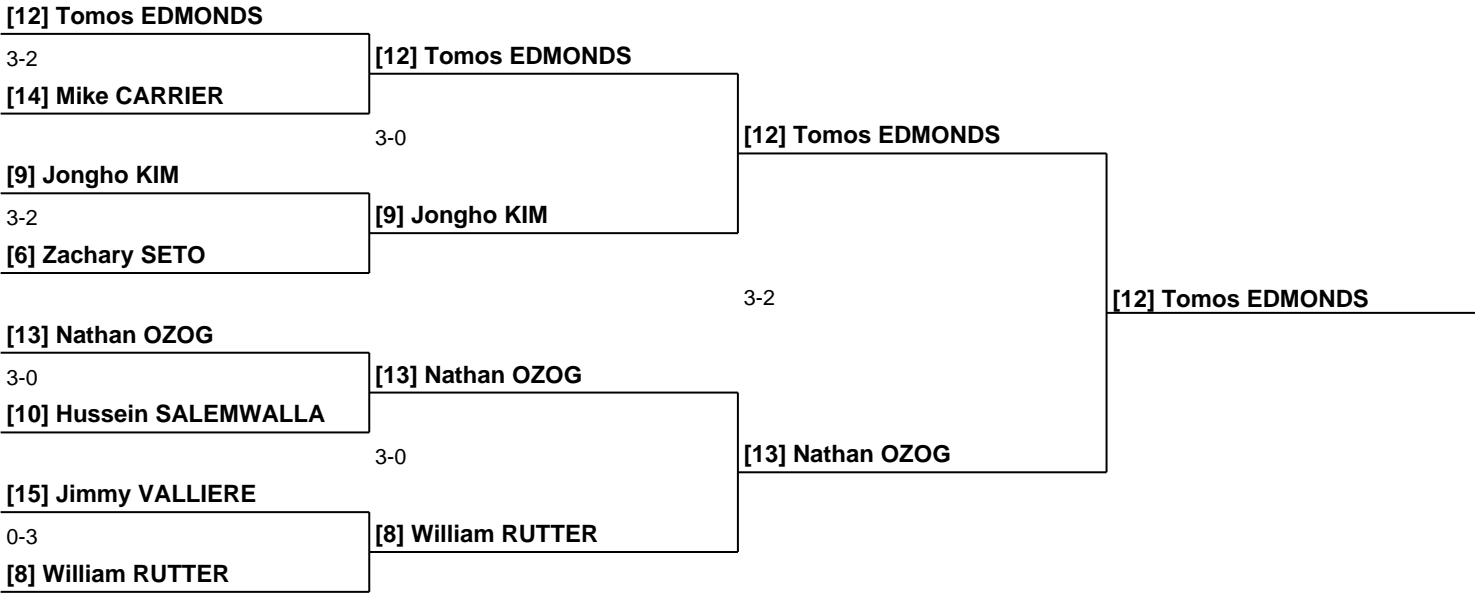 [12] Tomos EDMONDS
3-2
[12] Tomos EDMONDS
[14] Mike CARRIER
3-0
[12] Tomos EDMONDS
[9] Jongho KIM
3-2
[9] Jongho KIM
[6] Zachary SETO
3-2
[12] Tomos EDMONDS
[13] Nathan OZOG
3-0
[13] Nathan OZOG
[10] Hussein SALEMWALLA
3-0
[13] Nathan OZOG
[15] Jimmy VALLIERE
0-3
[8] William RUTTER
[8] William RUTTER